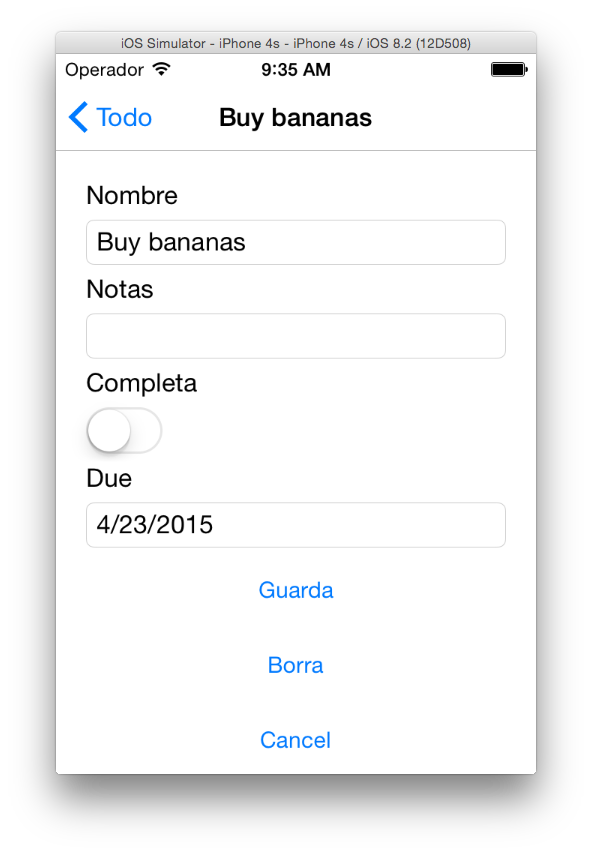 iOS Simulator - iPhone 4s - iPhone 4s / iOS 8.2 (12D508)
Operador 9:35 AM
Todo Buy bananas
Nombre
Buy bananas
Notas
Completa
Due
4/23/2015
Guarda
Borra
Cancel